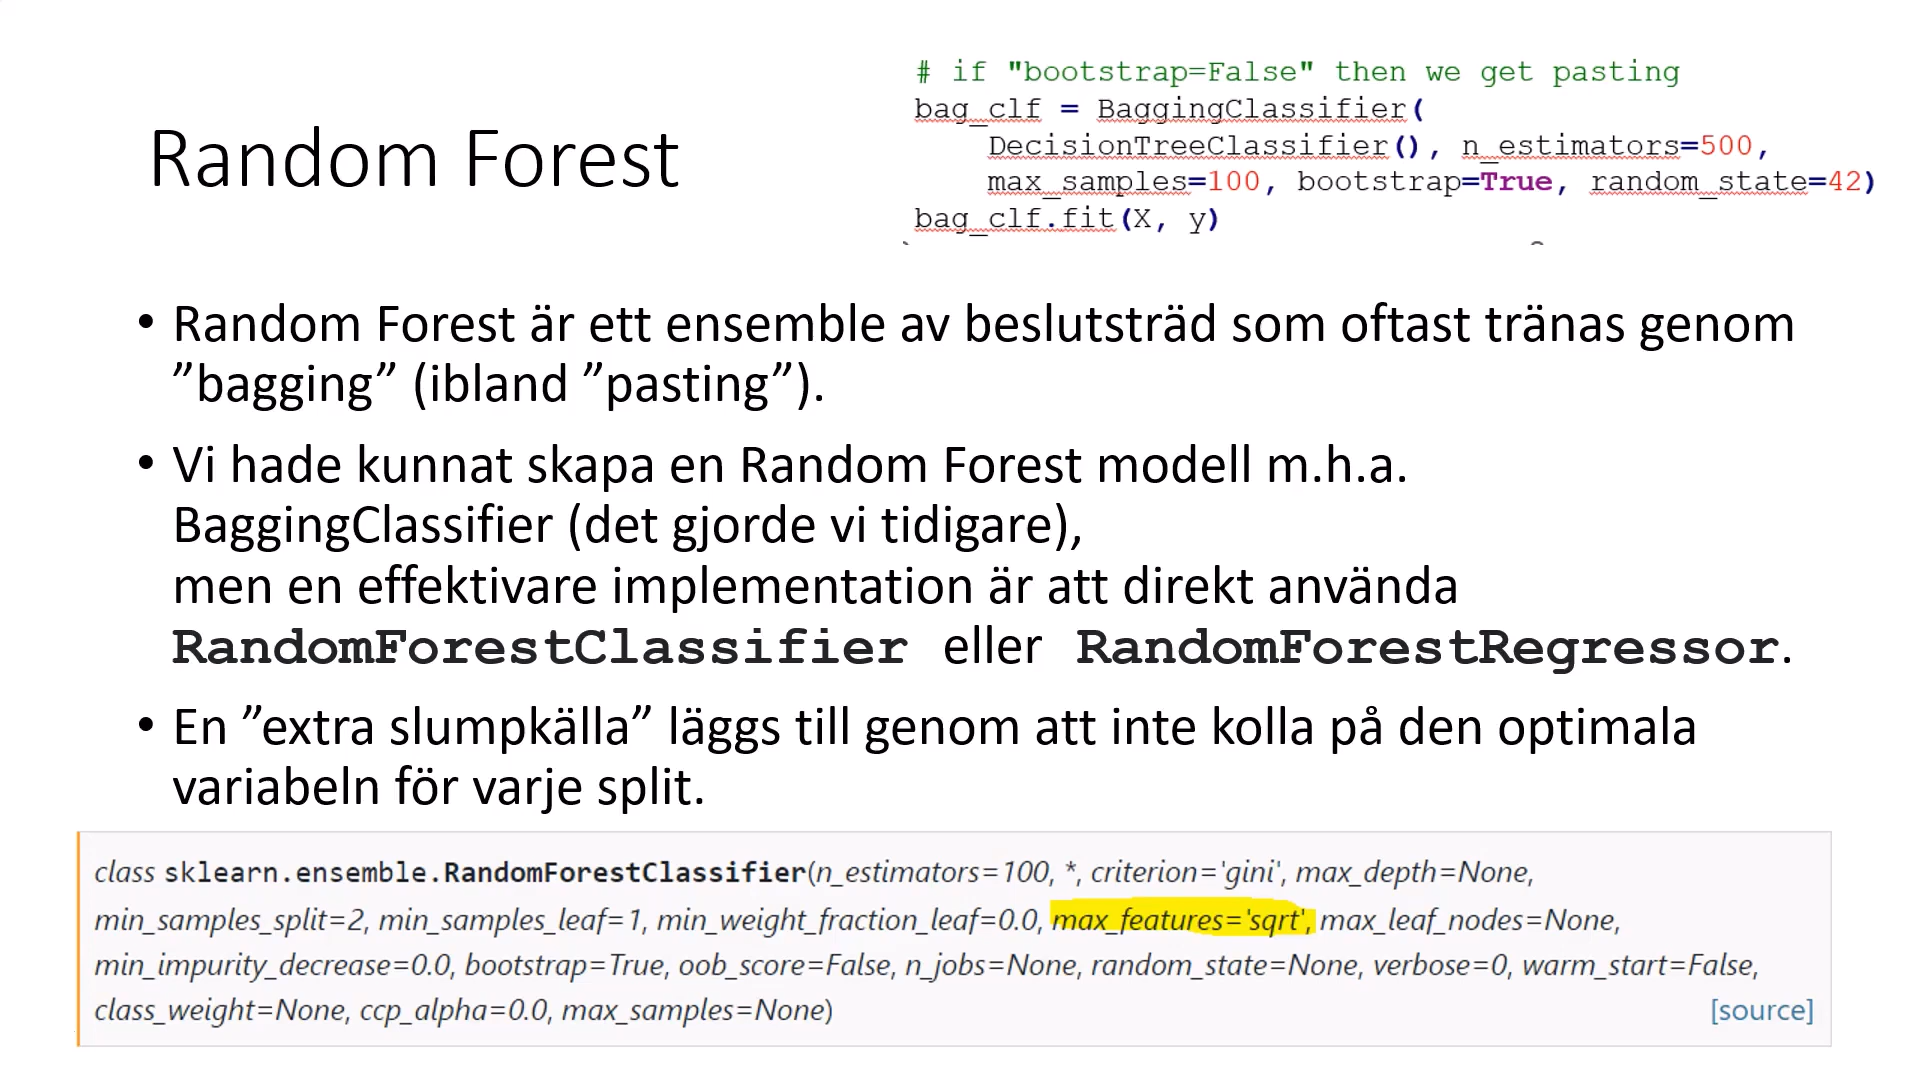 Random Forest
# if "bootstrap=False" then we get pasting
bag_clf = BaggingClassifier(
    DecisionTreeClassifier(), n_estimators=500,
    max_samples=100, bootstrap=True, random_state=42)
bag_clf.fit(X, y)
• Random Forest är ett ensemble av beslutsträd som oftast tränas genom
”bagging” (ibland ”pasting”).
• Vi hade kunnat skapa en Random Forest modell m.h.a.
BaggingClassifier (det gjorde vi tidigare),
men en effektivare implementation är att direkt använda
RandomForestClassifier eller RandomForestRegressor.
• En ”extra slumpkälla” läggs till genom att inte kolla på den optimala
variabeln för varje split.
class sklearn.ensemble.RandomForestClassifier(n_estimators=100, *, criterion='gini', max_depth=None,
min_samples_split=2, min_samples_leaf=1, min_weight_fraction_leaf=0.0, max_features='sqrt', max_leaf_nodes=None,
min_impurity_decrease=0.0, bootstrap=True, oob_score=False, n_jobs=None, random_state=None, verbose=0, warm_start=False,
class_weight=None, ccp_alpha=0.0, max_samples=None) [source]